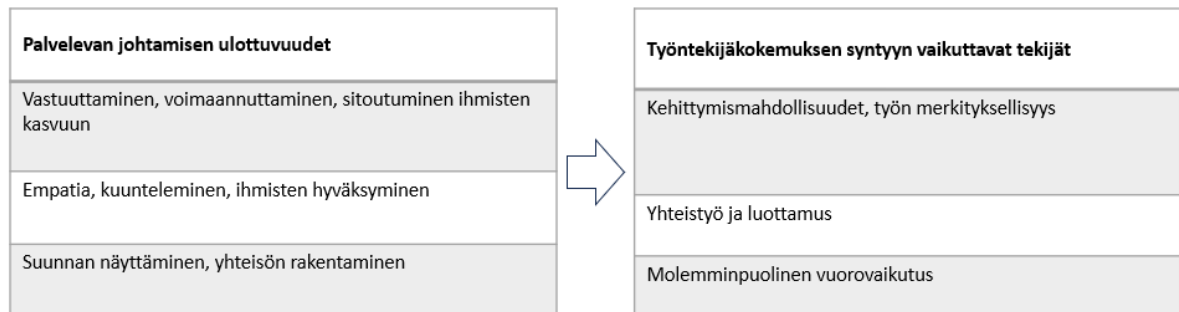 Palvelevan johtamisen ulottuvuudet
Vastuuttaminen, voimaannuttaminen, sitoutuminen ihmisten
kasvuun
Empatia, kuunteleminen, ihmisten hyväksyminen
Suunnan näyttäminen, yhteisön rakentaminen
Työntekijäkokemuksen syntyyn vaikuttavat tekijät
Kehittymismahdollisuudet, työn merkityksellisyys
Yhteistyö ja luottamus
Molemminpuolinen vuorovaikutus